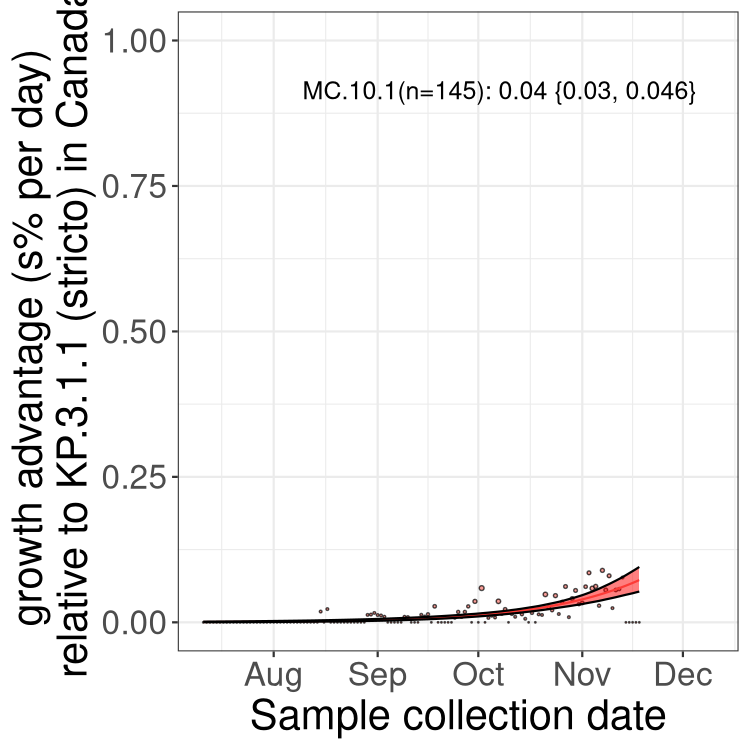 growth advantage (s% per day)
relative to KP.3.1.1 (stricto) in Canada
1.00
MC.10.1(n=145): 0.04 {0.03, 0.046}
0.75
0.50
0.25
0.00
Aug Sep Oct Nov Dec
Sample collection date